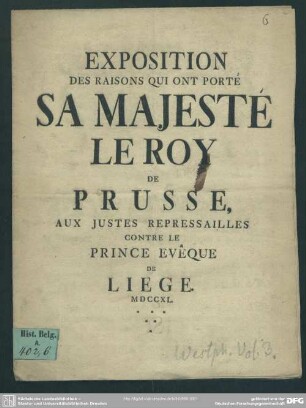 6
EXPOSITION
DES RAISONS QUI ONT PORTÉ
SA MAJESTÉ
LE ROY
DE
PRUSSE,
AUX JUSTES REPRESSAILLES
CONTRE LE
PRINCE EVÊQUE
DE
LIEGE.
MDCCXL.
Hist. Belg.
A.
402,6